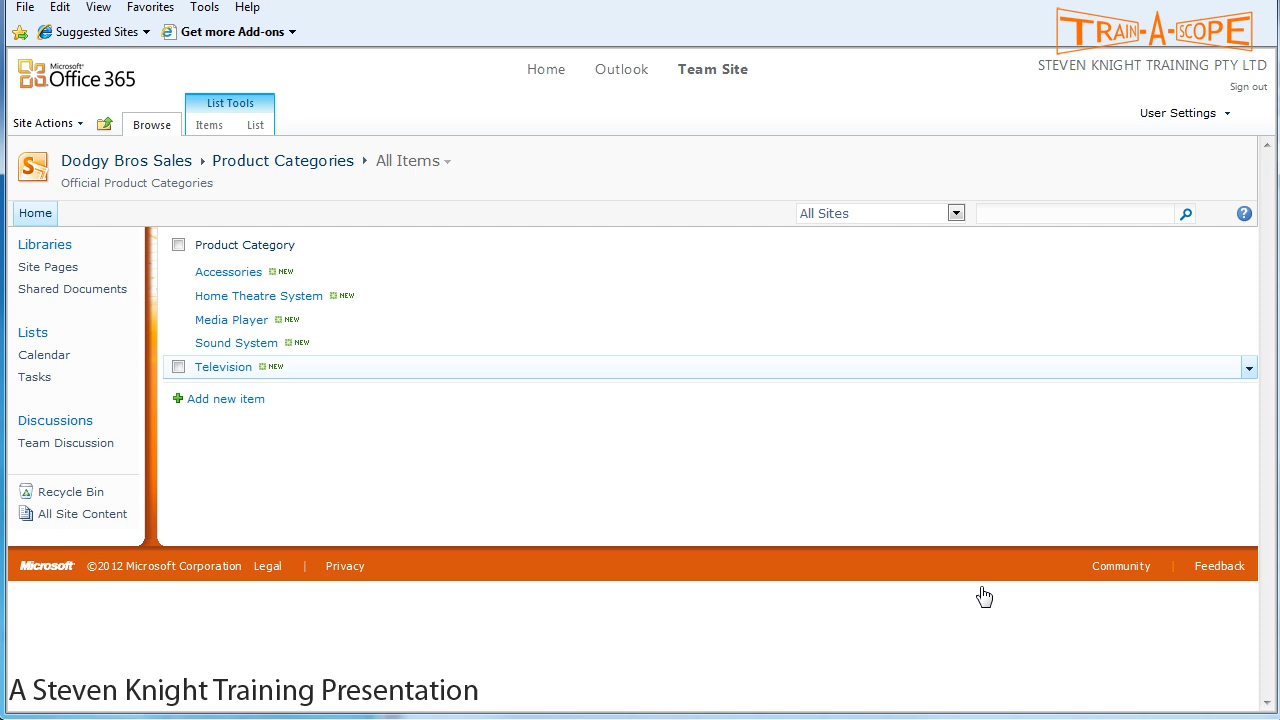 File Edit View Favorites Tools Help
Suggested Sites Get more Add-ons
TRAIN-A-SCOPE
Microsoft Office 365
Home Outlook Team Site
STEVEN KNIGHT TRAINING PTY LTD
Sign out
List Tools
Site Actions Browse Items List
User Settings
Dodgy Bros Sales Product Categories All Items
Official Product Categories
Home
All Sites
Libraries
Site Pages
Shared Documents
Lists
Calendar
Tasks
Discussions
Team Discussion
Recycle Bin
All Site Content
Product Category
Accessories NEW
Home Theatre System NEW
Media Player NEW
Sound System NEW
Television NEW
Add new item
Microsoft ©2012 Microsoft Corporation Legal | Privacy
Community | Feedback
A Steven Knight Training Presentation